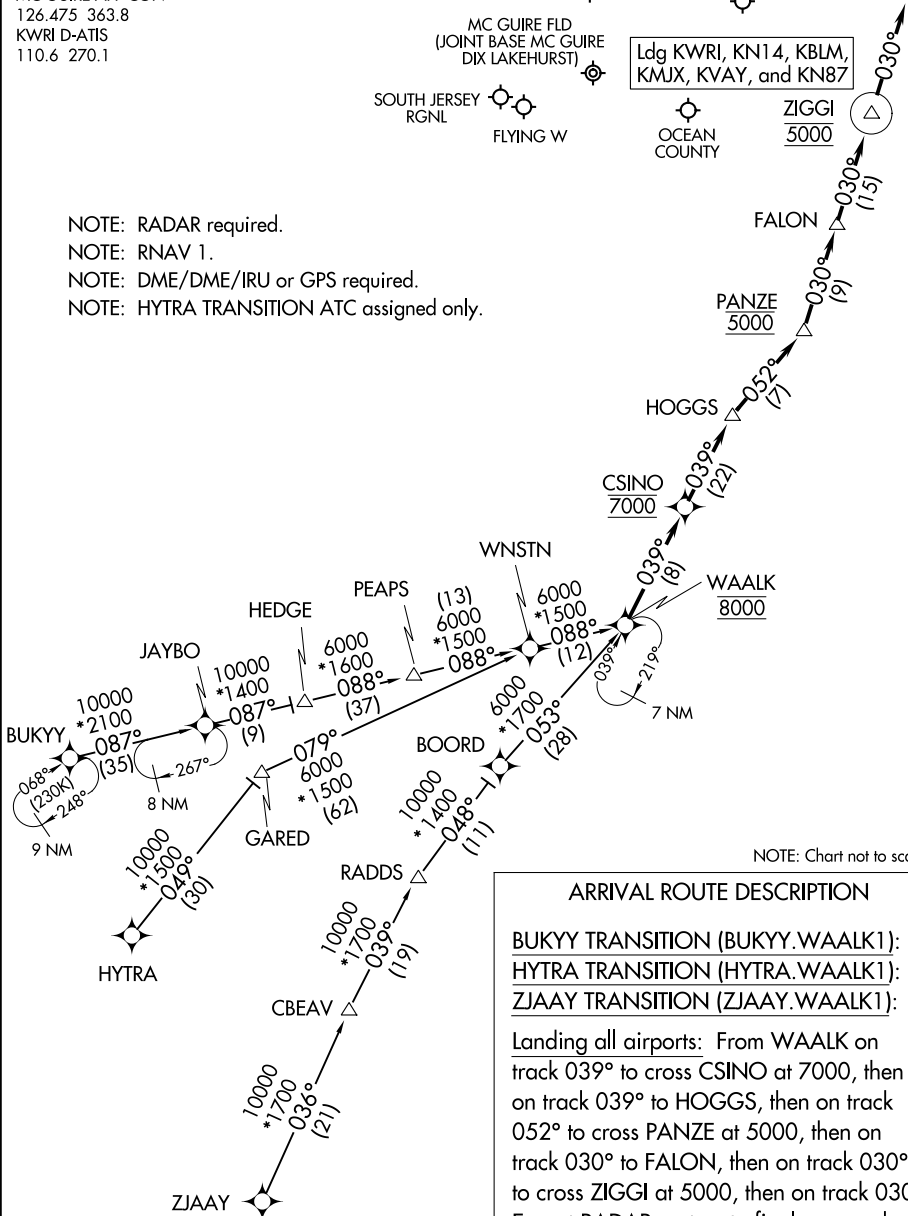 126.475 363.8
KWRI D-ATIS
110.6 270.1
MC GUIRE FLD
(JOINT BASE MC GUIRE
DIX LAKEHURST)
Ldg KWRI, KN14, KBLM,
KMJX, KVAY, and KN87
030°
SOUTH JERSEY
RGNL
FLYING W
OCEAN
COUNTY
ZIGGI
5000
030°
(15)
NOTE: RADAR required.
NOTE: RNAV 1.
NOTE: DME/DME/IRU or GPS required.
NOTE: HYTRA TRANSITION ATC assigned only.
FALON
030°
(9)
PANZE
5000
052°
(7)
HOGGS
039°
(22)
CSINO
7000
039°
(8)
WAALK
8000
039°
219°
7 NM
WNSTN
6000
*1500
088°
(12)
PEAPS
(13)
6000
*1500
088°
HEDGE
6000
*1600
088°
(37)
JAYBO
10000
*1400
087°
(9)
267°
8 NM
BUKYY
10000
*2100
087°
(35)
068°
(230K)
248°
9 NM
079°
6000
*1500
(62)
GARED
10000
*1500
049°
(30)
HYTRA
6000
*1700
053°
(28)
BOORD
10000
*1400
048°
(11)
RADDS
10000
*1700
039°
(19)
CBEAV
10000
*1700
036°
(21)
ZJAAY
NOTE: Chart not to
ARRIVAL ROUTE DESCRIPTION
BUKYY TRANSITION (BUKYY.WAALK1):
HYTRA TRANSITION (HYTRA.WAALK1):
ZJAAY TRANSITION (ZJAAY.WAALK1):
Landing all airports: From WAALK on
track 039° to cross CSINO at 7000, then
on track 039° to HOGGS, then on track
052° to cross PANZE at 5000, then on
track 030° to FALON, then on track 030°
to cross ZIGGI at 5000, then on track